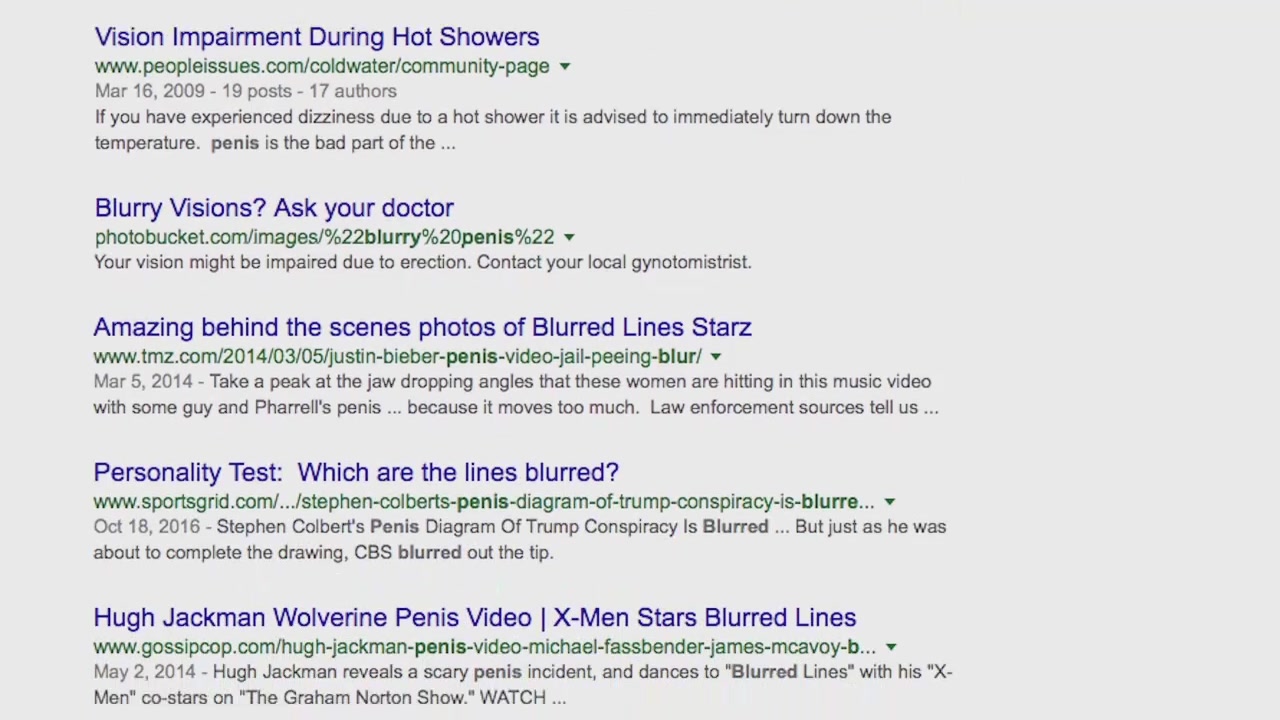 Vision Impairment During Hot Showers
www.peopleissues.com/coldwater/community-page
Mar 16, 2009 - 19 posts - 17 authors
If you have experienced dizziness due to a hot shower it is advised to immediately turn down the
temperature.  penis is the bad part of the ...
Blurry Visions? Ask your doctor
photobucket.com/images/%22blurry%20penis%22
Your vision might be impaired due to erection. Contact your local gynotomistrist.
Amazing behind the scenes photos of Blurred Lines Starz
www.tmz.com/2014/03/05/justin-bieber-penis-video-jail-peeing-blur/
Mar 5, 2014 - Take a peak at the jaw dropping angles that these women are hitting in this music video
with some guy and Pharrell's penis ... because it moves too much.  Law enforcement sources tell us ...
Personality Test:  Which are the lines blurred?
www.sportsgrid.com/.../stephen-colberts-penis-diagram-of-trump-conspiracy-is-blurre...
Oct 18, 2016 - Stephen Colbert's Penis Diagram Of Trump Conspiracy Is Blurred ... But just as he was
about to complete the drawing, CBS blurred out the tip.
Hugh Jackman Wolverine Penis Video | X-Men Stars Blurred Lines
www.gossipcop.com/hugh-jackman-penis-video-michael-fassbender-james-mcavoy-b...
May 2, 2014 - Hugh Jackman reveals a scary penis incident, and dances to "Blurred Lines" with his "X-
Men" co-stars on "The Graham Norton Show." WATCH ...